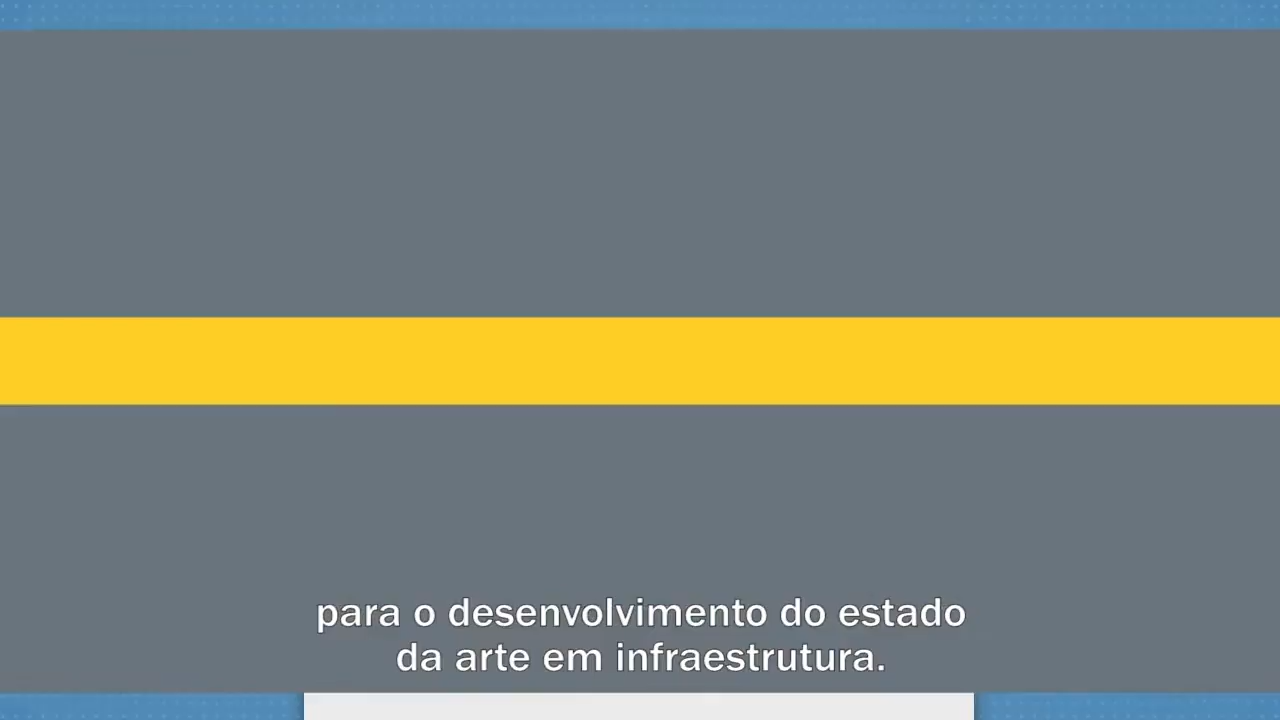 para o desenvolvimento do estado
da arte em infraestrutura.